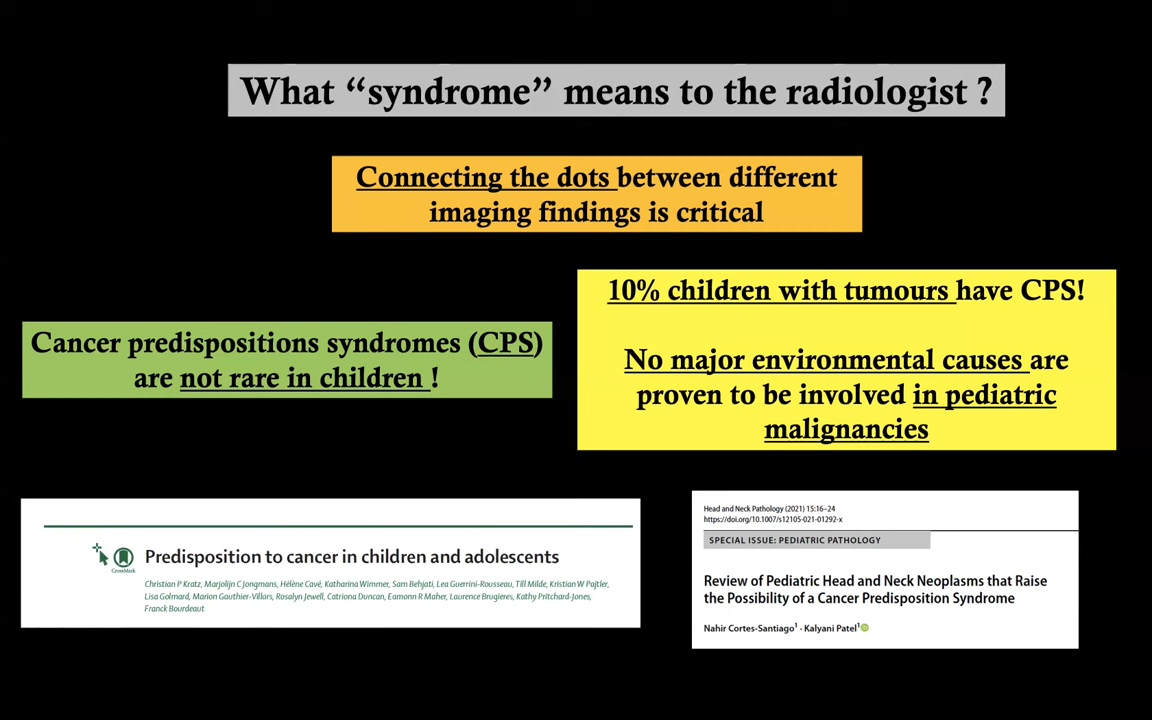 What “syndrome” means to the radiologist ?
Connecting the dots between different
imaging findings is critical
Cancer predispositions syndromes (CPS)
are not rare in children !
10% children with tumours have CPS!
No major environmental causes are
proven to be involved in pediatric
malignancies
CrossMark
Predisposition to cancer in children and adolescents
Christian P Kratz, Marjolijn C Jongmans, Hélène Cavé, Katharina Wimmer, Sam Behjati, Lea Guerrini-Rousseau, Till Milde, Kristian W Pajtler,
Lisa Golmard, Marion Gauthier-Villars, Rosalyn Jewell, Catriona Duncan, Eamonn R Maher, Laurence Brugieres, Kathy Pritchard-Jones,
Franck Bourdeaut
Head and Neck Pathology (2021) 15:16–24
https://doi.org/10.1007/s12105-021-01292-x
SPECIAL ISSUE: PEDIATRIC PATHOLOGY
Review of Pediatric Head and Neck Neoplasms that Raise
the Possibility of a Cancer Predisposition Syndrome
Nahir Cortes-Santiago1 · Kalyani Patel1